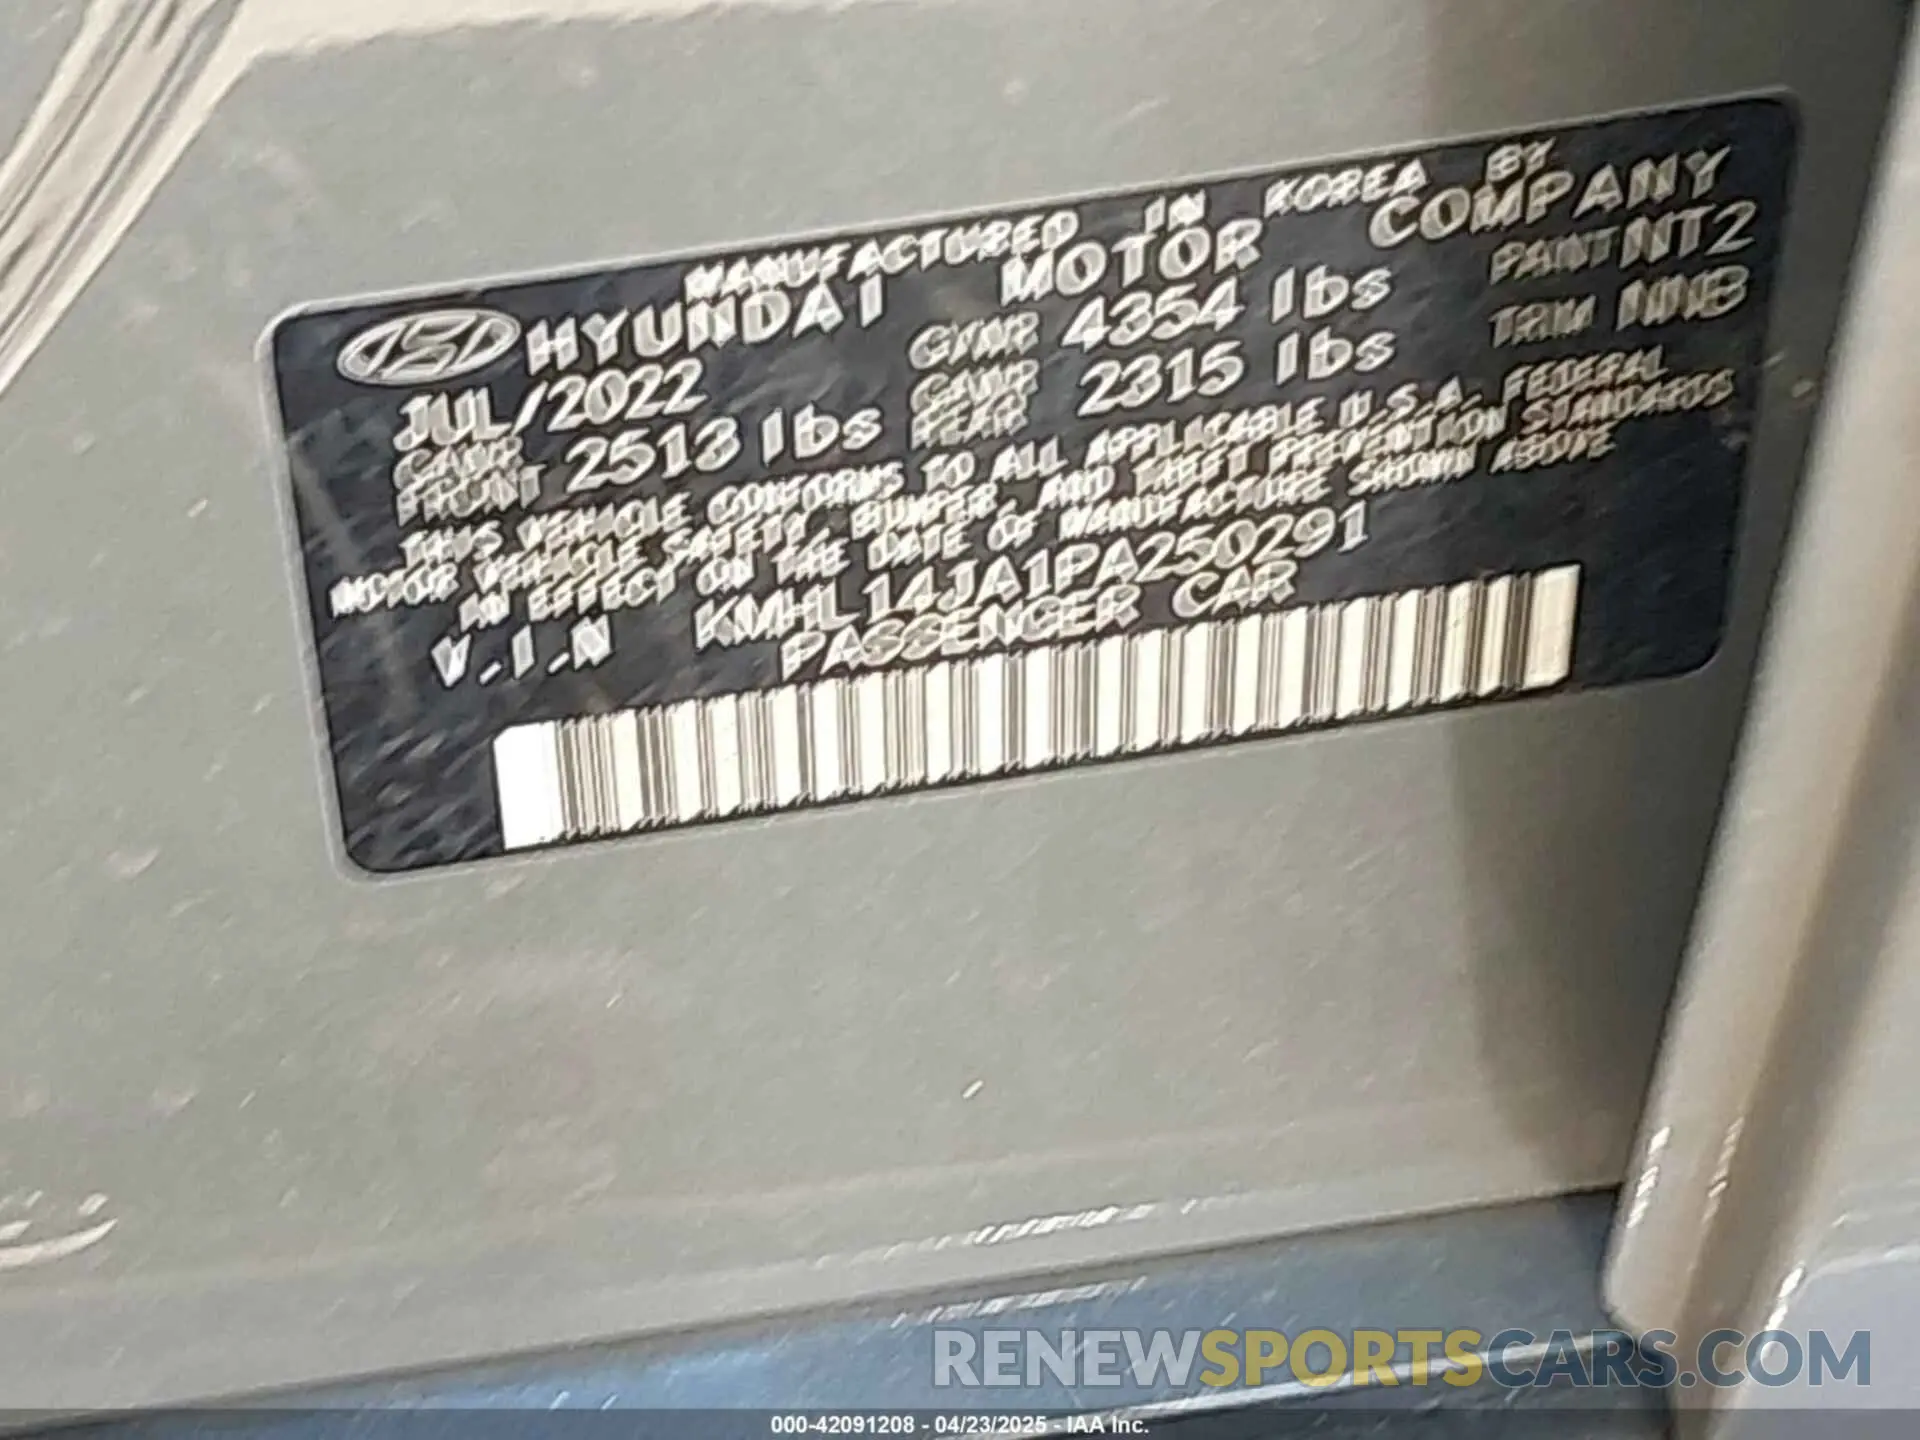 MANUFACTURED IN KOREA BY
HYUNDAI MOTOR COMPANY
JUL/2022 GVWR 4354 lbs PAINT NT2
GAWR FRONT 2513 lbs GAWR REAR 2315 lbs TRIM NNB
THIS VEHICLE CONFORMS TO ALL APPLICABLE U.S.A. FEDERAL
MOTOR VEHICLE SAFETY, BUMPER, AND THEFT PREVENTION STANDARDS
IN EFFECT ON THE DATE OF MANUFACTURE SHOWN ABOVE
V.I.N KMHL14JA1PA250291
PASSENGER CAR
RENEWSPORTSCARS.COM
000-42091208 - 04/23/2025 - IAA Inc.